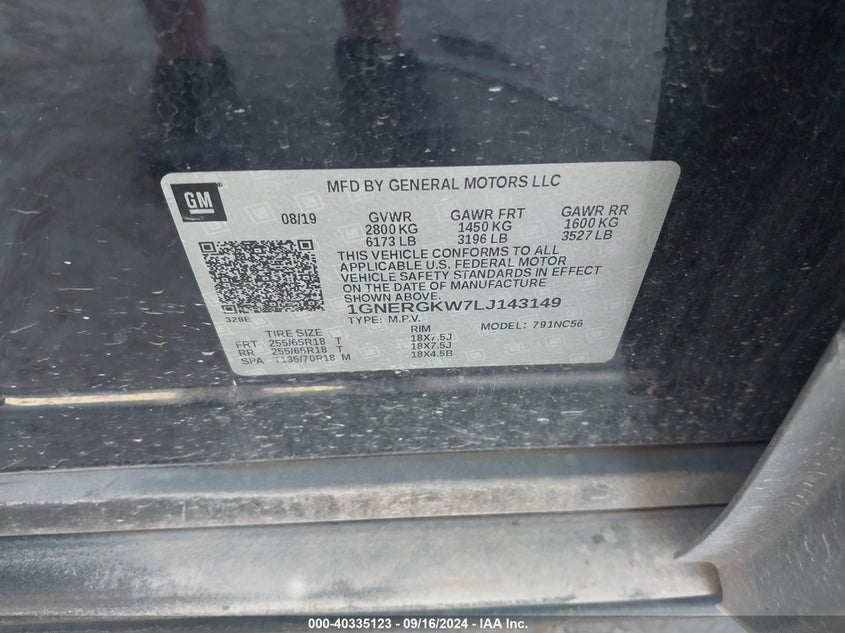 GM
MFD BY GENERAL MOTORS LLC
08/19 GVWR GAWR FRT GAWR RR
2800 KG 1450 KG 1600 KG
6173 LB 3196 LB 3527 LB
THIS VEHICLE CONFORMS TO ALL
APPLICABLE U.S. FEDERAL MOTOR
VEHICLE SAFETY STANDARDS IN EFFECT
ON THE DATE OF MANUFACTURE
SHOWN ABOVE.
1GNERGKW7LJ143149
328E
TYPE: M.P.V. MODEL: 791NC56
TIRE SIZE RIM
FRT 255/65R18 T 18X7.5J
RR 255/65R18 T 18X7.5J
SPA T135/70R18 M 18X4.5B
000-40335123 - 09/16/2024 - IAA Inc.